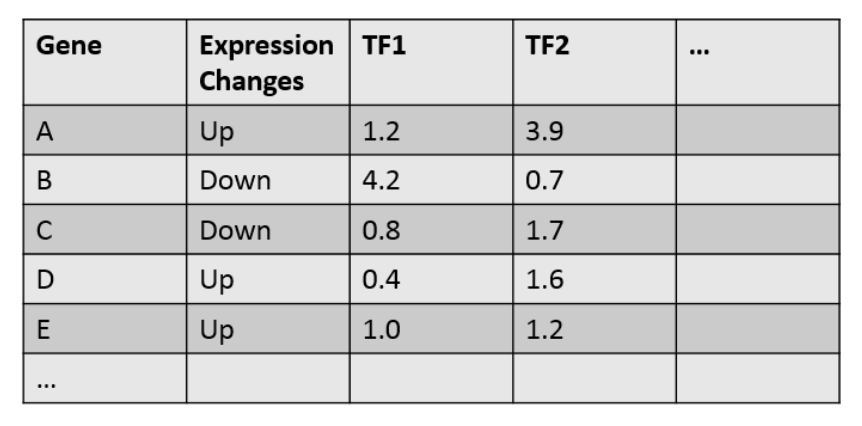 Gene Expression Changes TF1 TF2 ...
A Up 1.2 3.9
B Down 4.2 0.7
C Down 0.8 1.7
D Up 0.4 1.6
E Up 1.0 1.2
...